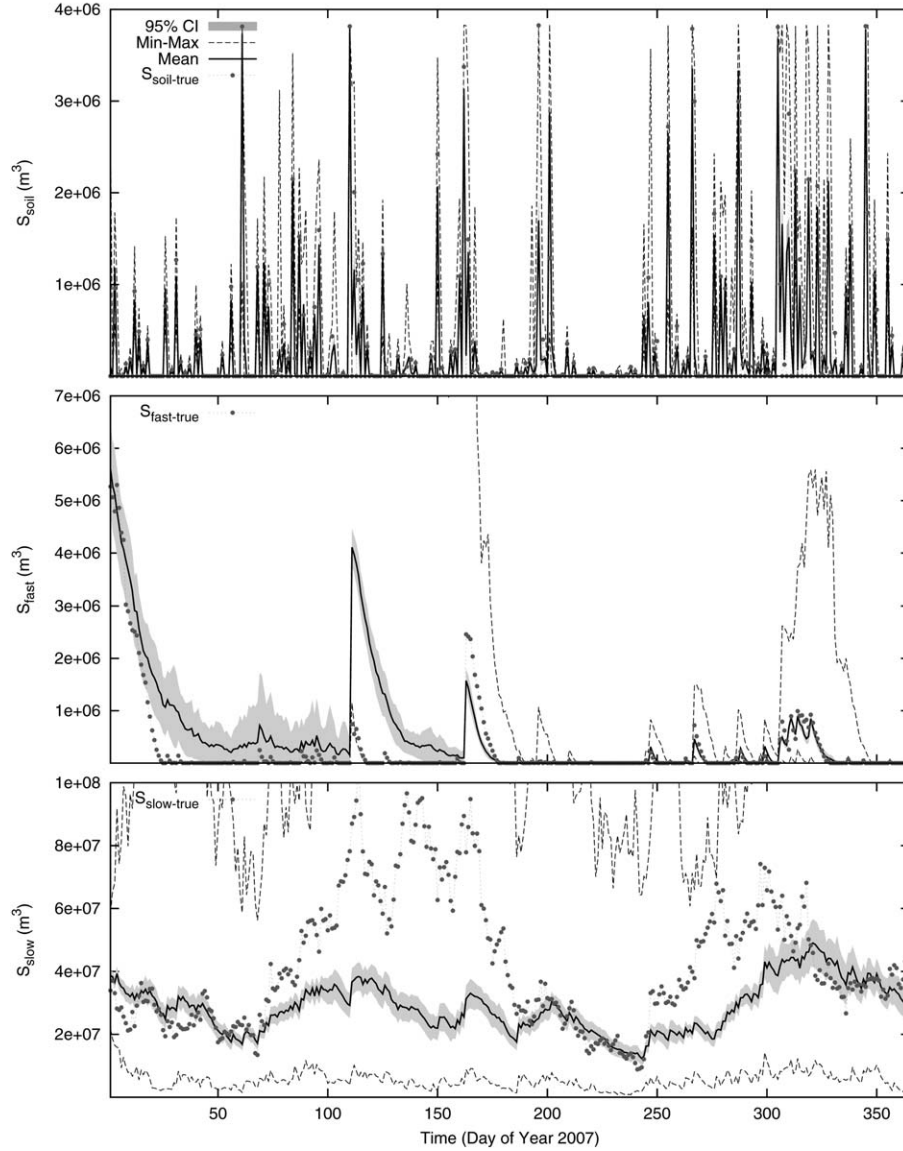 4e+06
3e+06
2e+06
1e+06
S_soil (m³)
95% CI
Min-Max
Mean
S_soil-true
7e+06
6e+06
5e+06
4e+06
3e+06
2e+06
1e+06
S_fast (m³)
S_fast-true
1e+08
8e+07
6e+07
4e+07
2e+07
S_slow (m³)
S_slow-true
50 100 150 200 250 300 350
Time (Day of Year 2007)